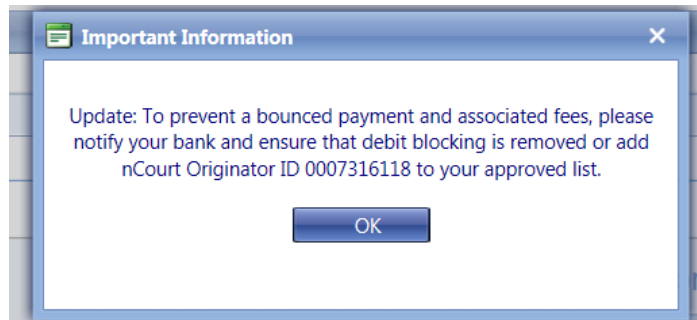 Important Information
Update: To prevent a bounced payment and associated fees, please
notify your bank and ensure that debit blocking is removed or add
nCourt Originator ID 0007316118 to your approved list.
OK